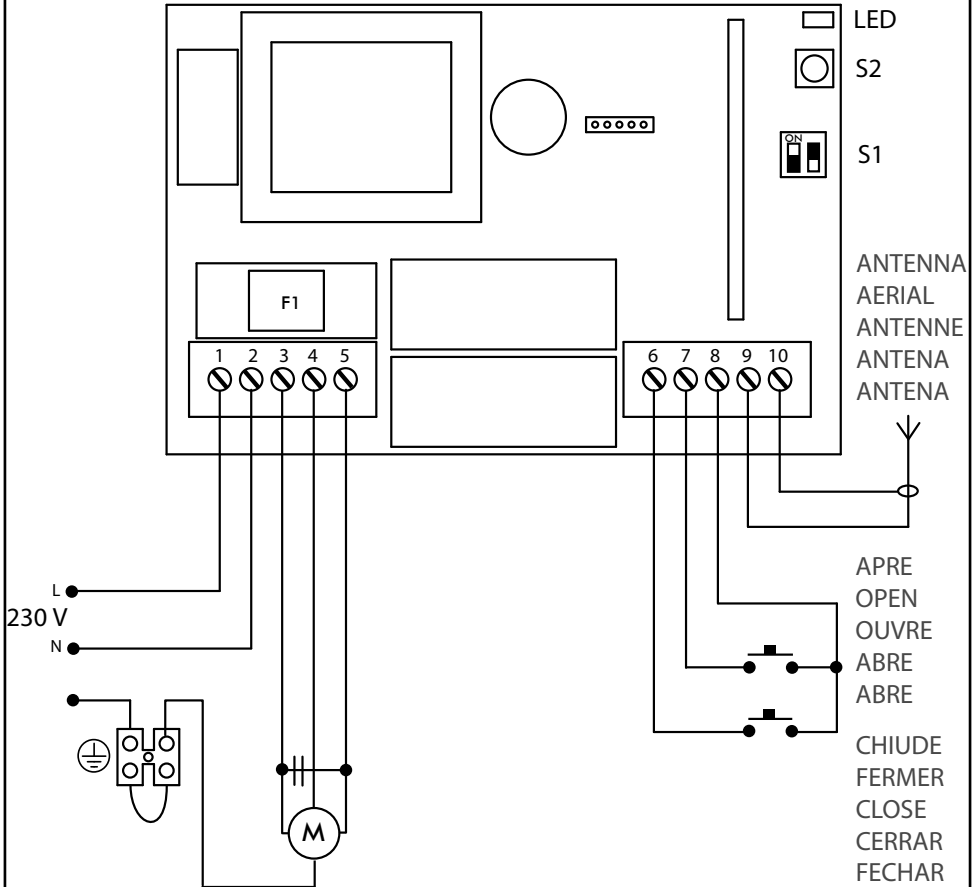 LED
S2
ON
S1
F1
1 2 3 4 5
6 7 8 9 10
ANTENNA
AERIAL
ANTENNE
ANTENA
ANTENA
L
230 V
N
APRE
OPEN
OUVRE
ABRE
ABRE
CHIUDE
FERMER
CLOSE
CERRAR
FECHAR
M